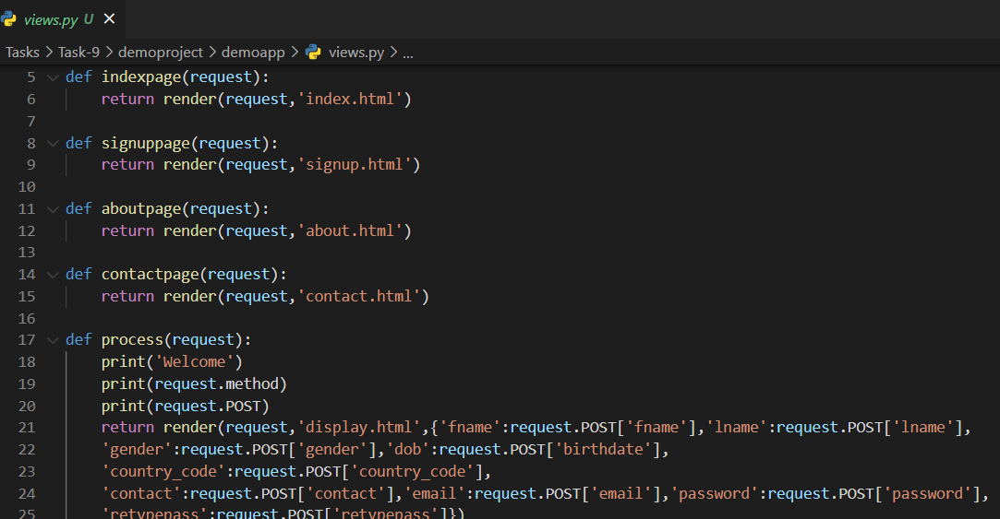 views.py U ×
Tasks > Task-9 > demoproject > demoapp > views.py > ...
5 def indexpage(request):
6     return render(request,'index.html')
7
8 def signuppage(request):
9     return render(request,'signup.html')
10
11 def aboutpage(request):
12     return render(request,'about.html')
13
14 def contactpage(request):
15     return render(request,'contact.html')
16
17 def process(request):
18     print('Welcome')
19     print(request.method)
20     print(request.POST)
21     return render(request,'display.html',{'fname':request.POST['fname'],'lname':request.POST['lname'],
22     'gender':request.POST['gender'],'dob':request.POST['birthdate'],
23     'country_code':request.POST['country_code'],
24     'contact':request.POST['contact'],'email':request.POST['email'],'password':request.POST['password'],
25     'retypepass':request.POST['retypepass']})